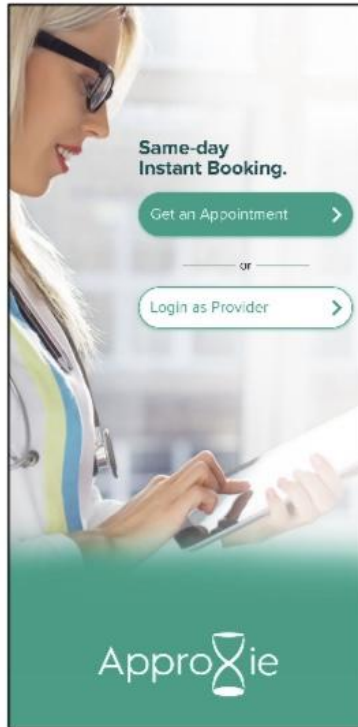 Same-day
Instant Booking.
Get an Appointment
or
Login as Provider
Approxie